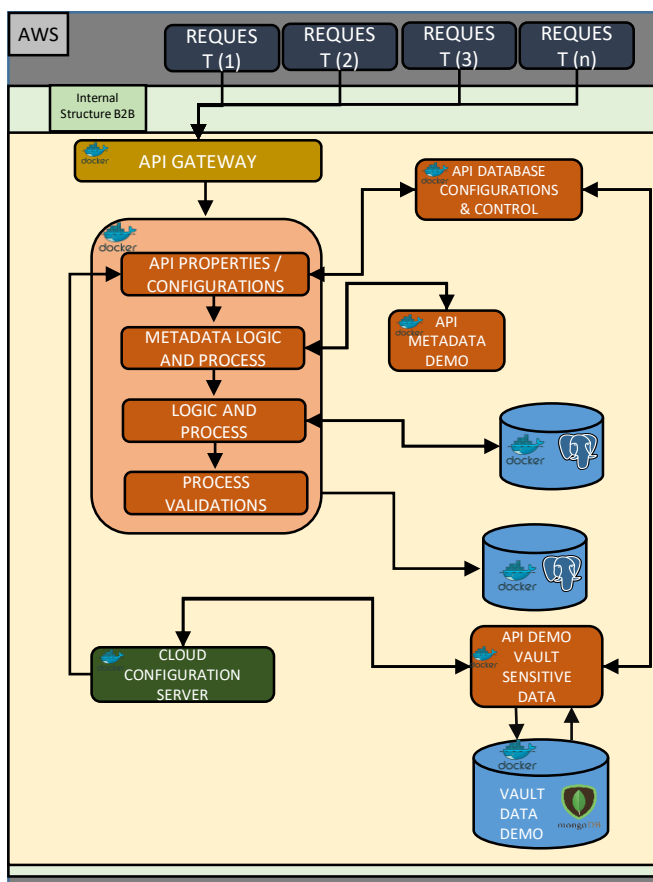 AWS
REQUES
T (1)
REQUES
T (2)
REQUES
T (3)
REQUES
T (n)
Internal
Structure B2B
docker
API GATEWAY
docker
API DATABASE
CONFIGURATIONS
& CONTROL
docker
API PROPERTIES /
CONFIGURATIONS
METADATA LOGIC
AND PROCESS
docker
API
METADATA
DEMO
LOGIC AND
PROCESS
docker
PROCESS
VALIDATIONS
docker
docker
CLOUD
CONFIGURATION
SERVER
docker
API DEMO
VAULT
SENSITIVE
DATA
docker
VAULT
DATA
DEMO
mongoDB